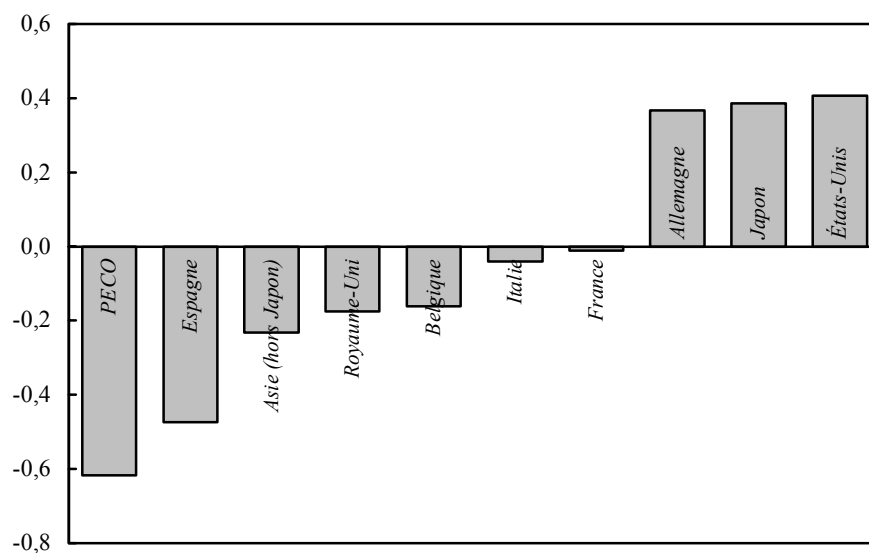 0,6
0,4
0,2
0,0
-0,2
-0,4
-0,6
-0,8
PECO
Espagne
Asie (hors Japon)
Royaume-Uni
Belgique
Italie
France
Allemagne
Japon
États-Unis